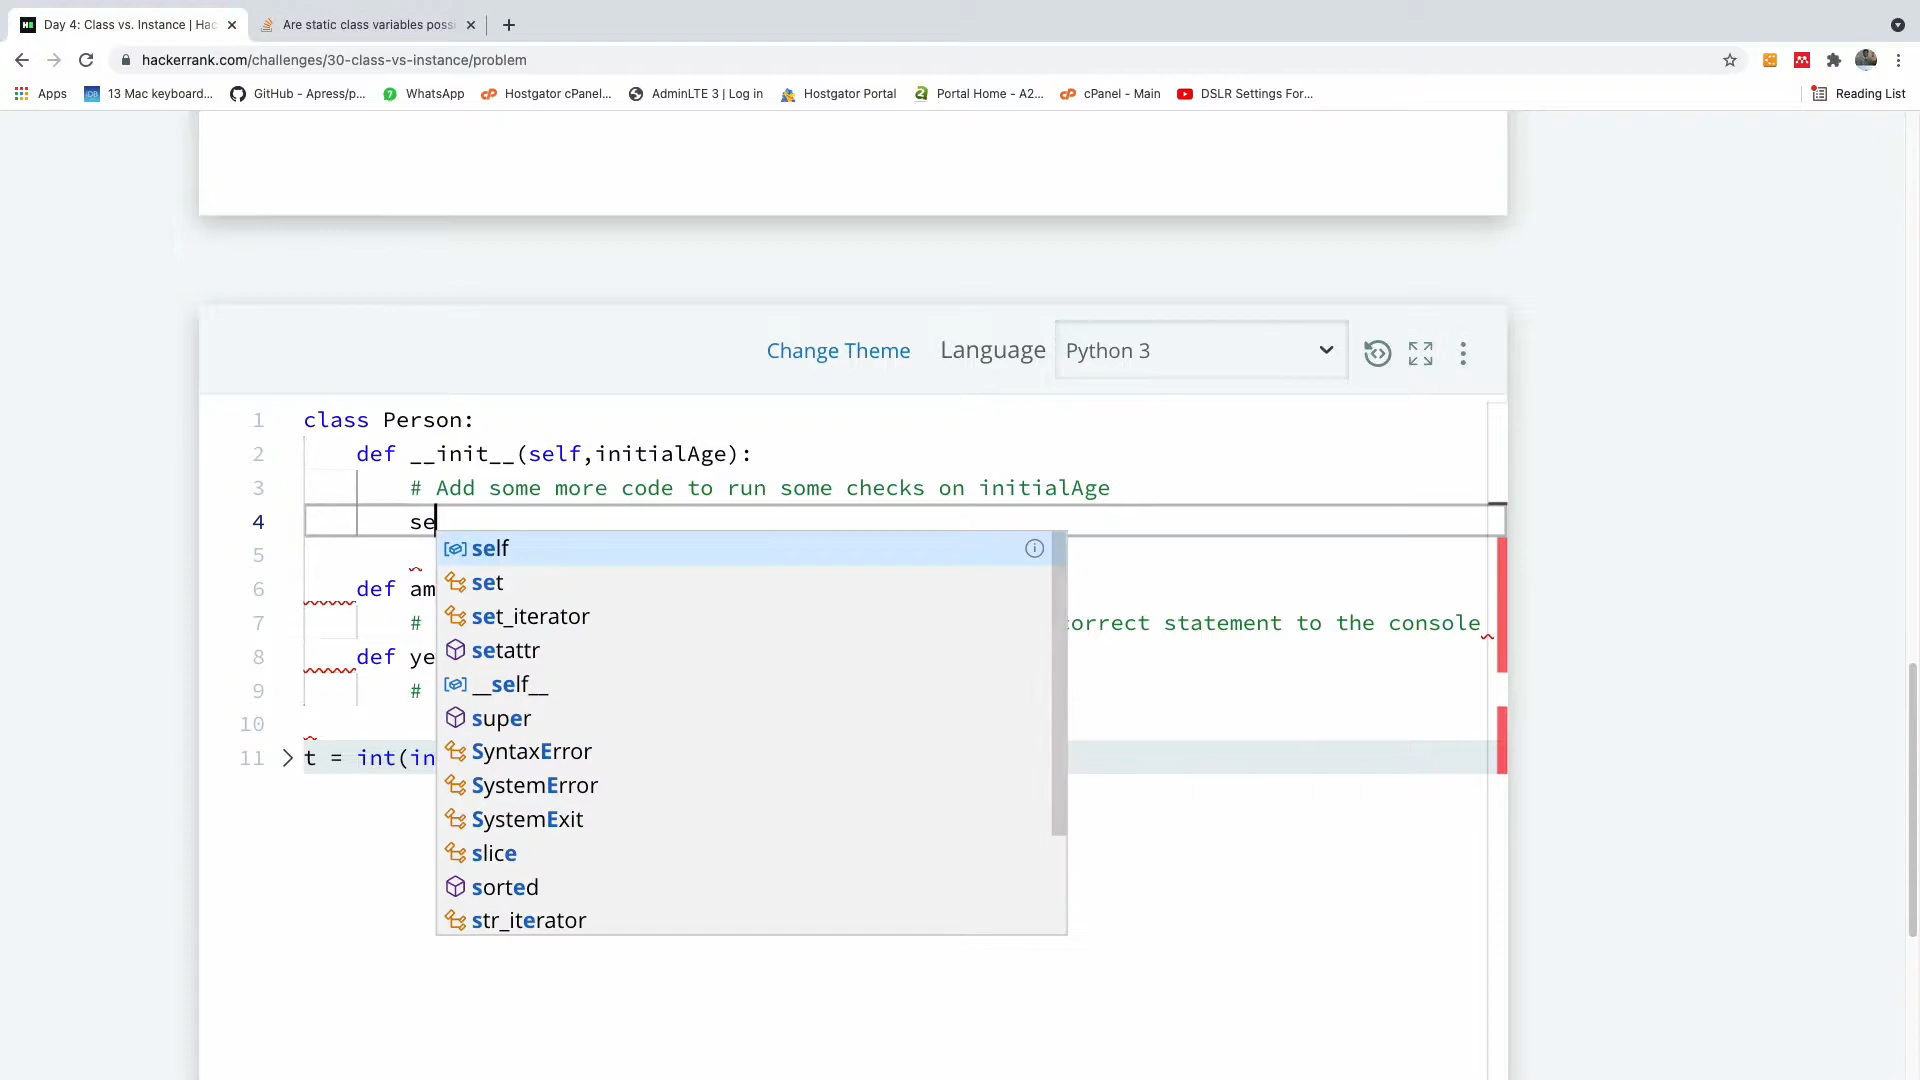 Day 4: Class vs. Instance | Hac
Are static class variables poss
hackerrank.com/challenges/30-class-vs-instance/problem
Apps
13 Mac keyboard...
GitHub - Apress/p...
WhatsApp
Hostgator cPanel...
AdminLTE 3 | Log in
Hostgator Portal
Portal Home - A2...
cPanel - Main
DSLR Settings For...
Reading List
Change Theme
Language
Python 3
1 class Person:
2 def __init__(self,initialAge):
3 # Add some more code to run some checks on initialAge
4 se
5
6 def am
7 # orrect statement to the console
8 def ye
9 #
10
11 t = int(in
self
set
set_iterator
setattr
__self__
super
SyntaxError
SystemError
SystemExit
slice
sorted
str_iterator